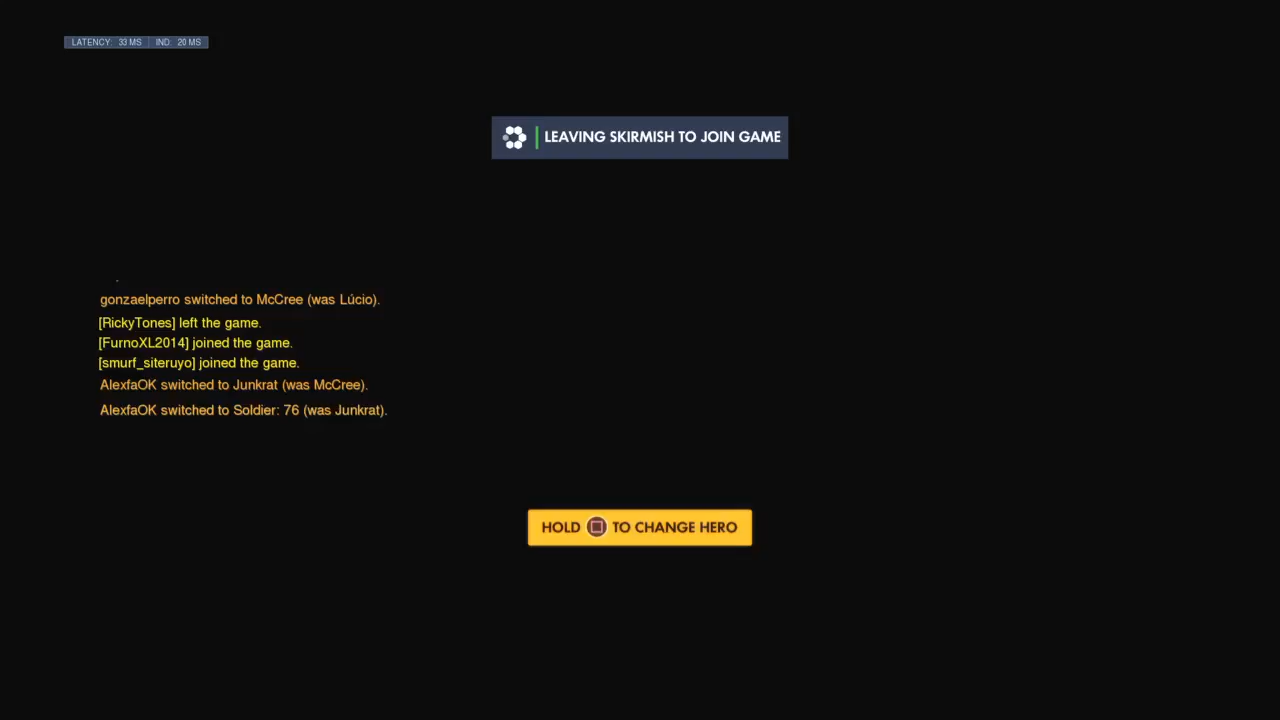 LATENCY: 33 MS IND: 20 MS
LEAVING SKIRMISH TO JOIN GAME
gonzaelperro switched to McCree (was Lúcio).
[RickyTones] left the game.
[FurnoXL2014] joined the game.
[smurf_siteruyo] joined the game.
AlexfaOK switched to Junkrat (was McCree).
AlexfaOK switched to Soldier: 76 (was Junkrat).
HOLD TO CHANGE HERO